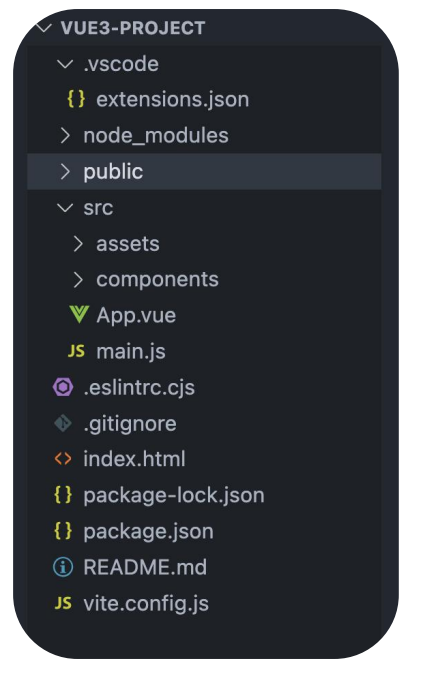 VUE3-PROJECT
.vscode
{} extensions.json
node_modules
public
src
assets
components
App.vue
JS main.js
.eslintrc.cjs
.gitignore
<> index.html
{} package-lock.json
{} package.json
README.md
JS vite.config.js